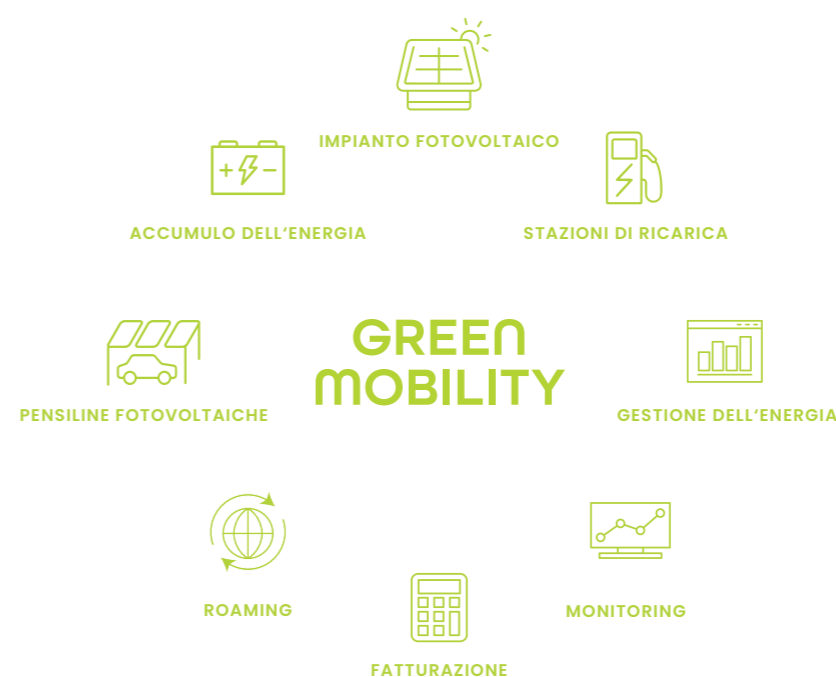 IMPIANTO FOTOVOLTAICO
ACCUMULO DELL‘ENERGIA
STAZIONI DI RICARICA
GREEN
MOBILITY
PENSILINE FOTOVOLTAICHE
GESTIONE DELL'ENERGIA
ROAMING
MONITORING
FATTURAZIONE